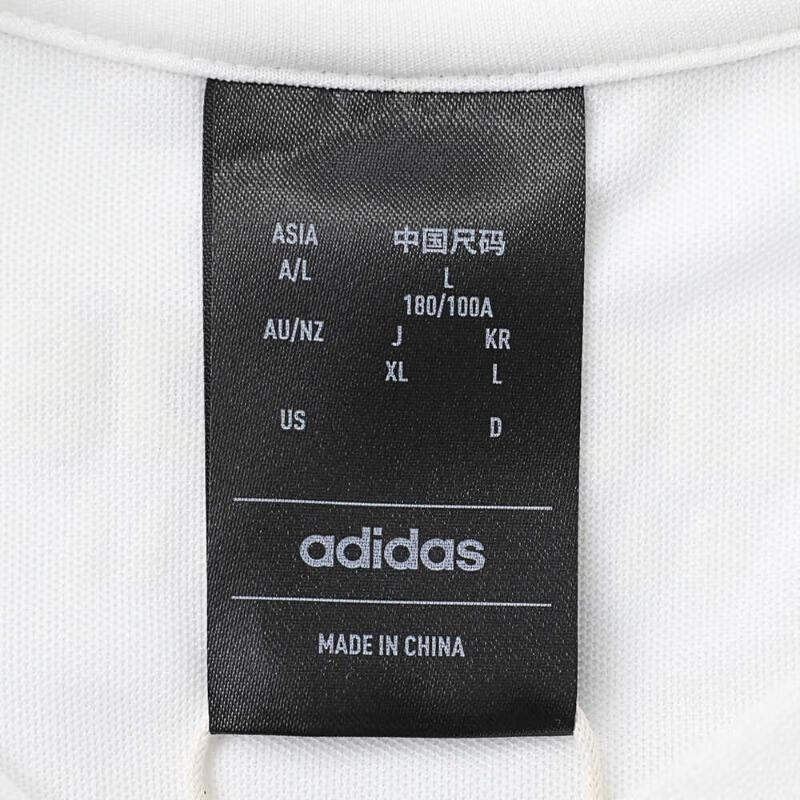 ASIA 中国尺码
A/L L
180/100A
AU/NZ J KR
XL L
US D
adidas
MADE IN CHINA